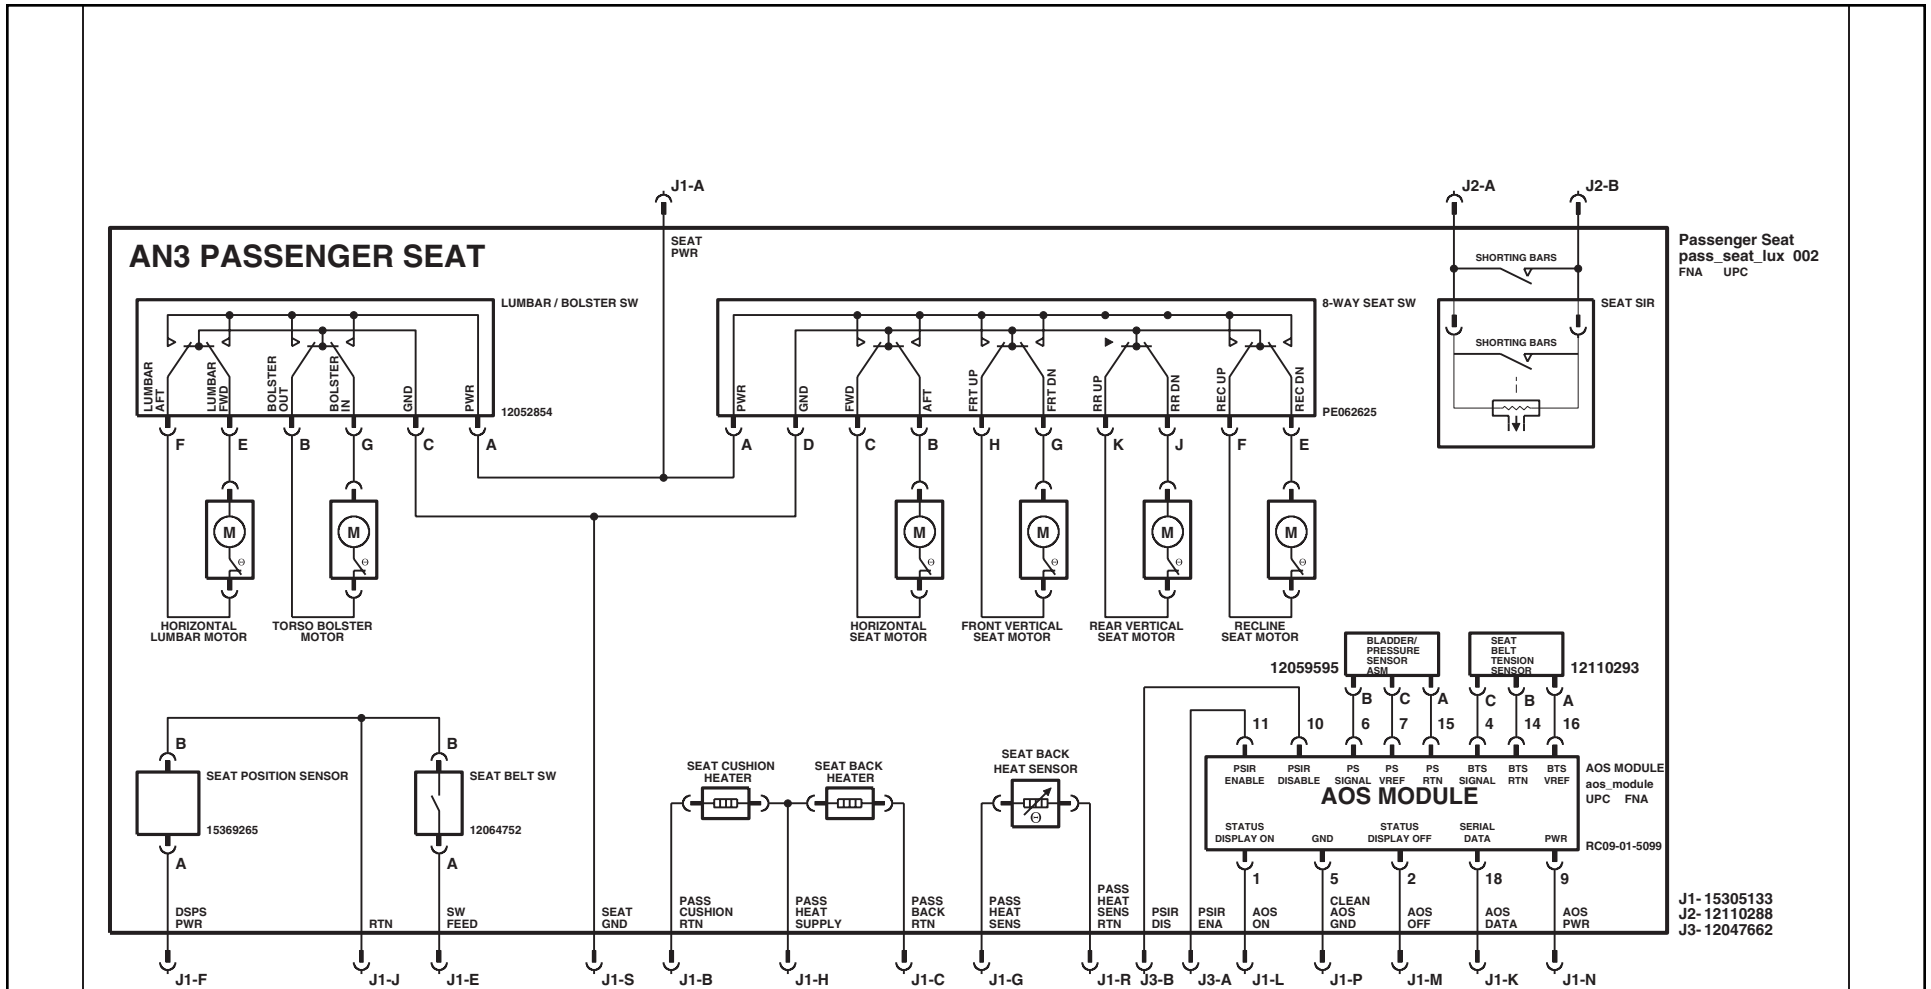 J1-A
J2-A
J2-B
AN3 PASSENGER SEAT
SEAT
PWR
Passenger Seat
pass_seat_lux 002
FNA UPC
SHORTING BARS
LUMBAR / BOLSTER SW
8-WAY SEAT SW
SEAT SIR
SHORTING BARS
LUMBAR
AFT
LUMBAR
FWD
BOLSTER
OUT
BOLSTER
IN
GND
PWR
12052854
PWR
GND
FWD
AFT
FRT UP
FRT DN
RR UP
RR DN
REC UP
REC DN
PE062625
F
E
B
G
C
A
A
D
C
B
H
G
K
J
F
E
M
Θ
M
Θ
M
Θ
M
Θ
M
Θ
M
Θ
HORIZONTAL
LUMBAR MOTOR
TORSO BOLSTER
MOTOR
HORIZONTAL
SEAT MOTOR
FRONT VERTICAL
SEAT MOTOR
REAR VERTICAL
SEAT MOTOR
RECLINE
SEAT MOTOR
12059595
BLADDER/
PRESSURE
SENSOR
ASM
SEAT
BELT
TENSION
SENSOR
12110293
B
C
A
C
B
A
11
10
6
7
15
4
14
16
B
SEAT POSITION SENSOR
15369265
A
B
SEAT BELT SW
12064752
A
SEAT CUSHION
HEATER
SEAT BACK
HEATER
SEAT BACK
HEAT SENSOR
Θ
PSIR
ENABLE
PSIR
DISABLE
PS
SIGNAL
PS
VREF
PS
RTN
BTS
SIGNAL
BTS
RTN
BTS
VREF
AOS MODULE
aos_module
UPC FNA
AOS MODULE
STATUS
DISPLAY ON
GND
STATUS
DISPLAY OFF
SERIAL
DATA
PWR
RC09-01-5099
1
5
2
18
9
DSPS
PWR
RTN
SW
FEED
SEAT
GND
PASS
CUSHION
RTN
PASS
HEAT
SUPPLY
PASS
BACK
RTN
PASS
HEAT
SENS
PASS
HEAT
SENS
RTN
PSIR
DIS
PSIR
ENA
AOS
ON
CLEAN
AOS
GND
AOS
OFF
AOS
DATA
AOS
PWR
J1- 15305133
J2- 12110288
J3- 12047662
J1-F
J1-J
J1-E
J1-S
J1-B
J1-H
J1-C
J1-G
J1-R
J3-B
J3-A
J1-L
J1-P
J1-M
J1-K
J1-N